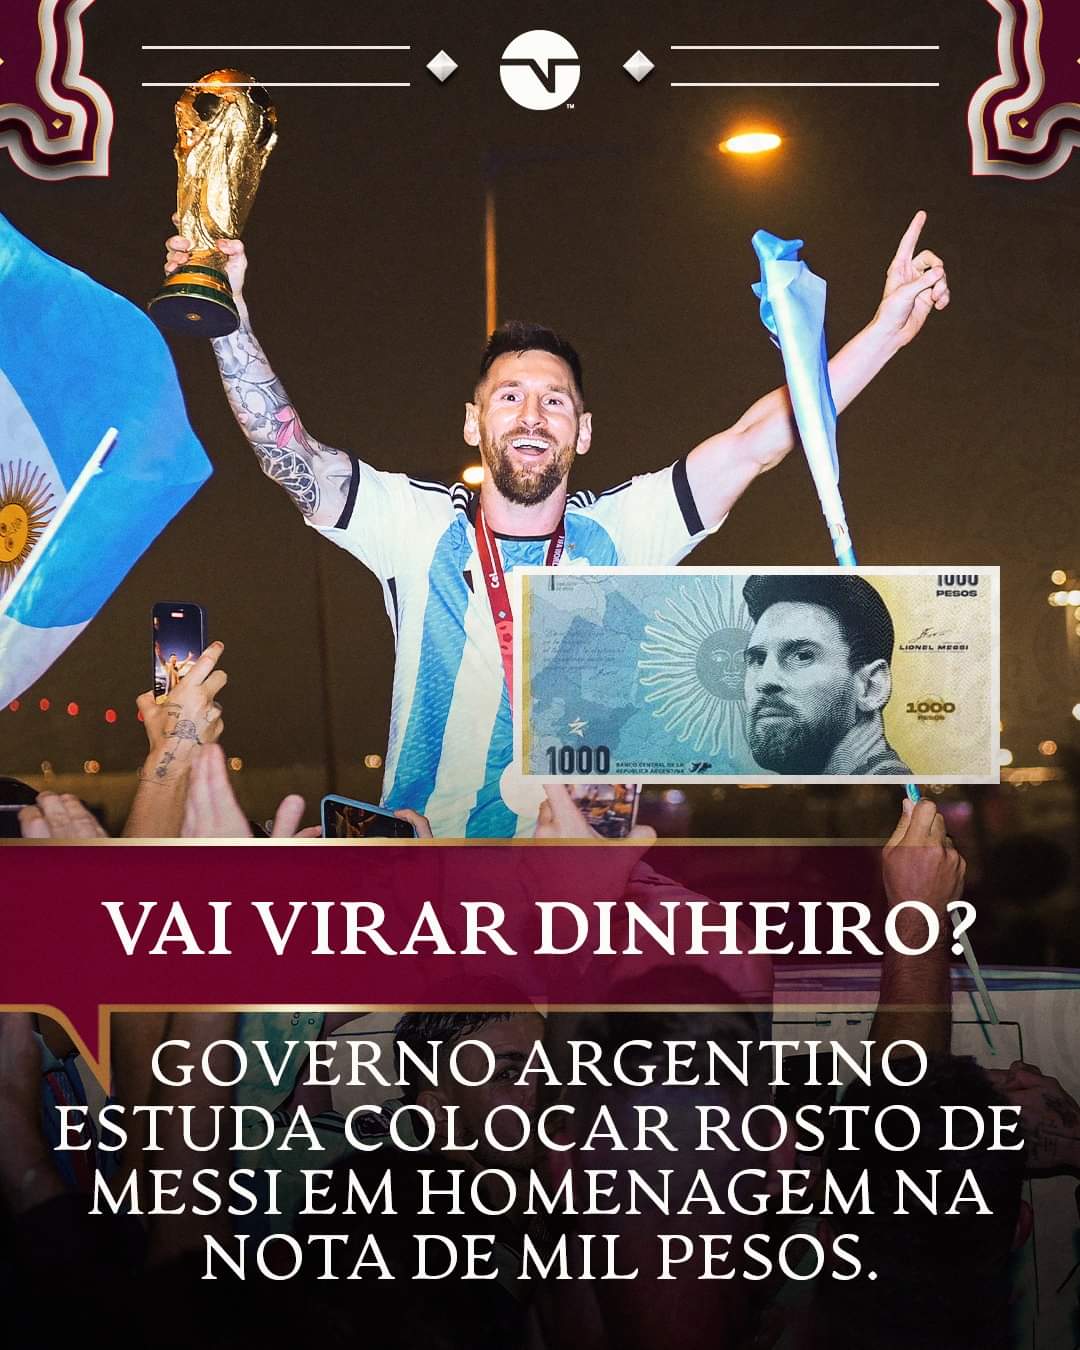 TM
1000
PESOS
LIONEL MESSI
1000
PESOS
1000
BANCO CENTRAL DE LA
REPÚBLICA ARGENTINA
VAI VIRAR DINHEIRO?
GOVERNO ARGENTINO
ESTUDA COLOCAR ROSTO DE
MESSI EM HOMENAGEM NA
NOTA DE MIL PESOS.